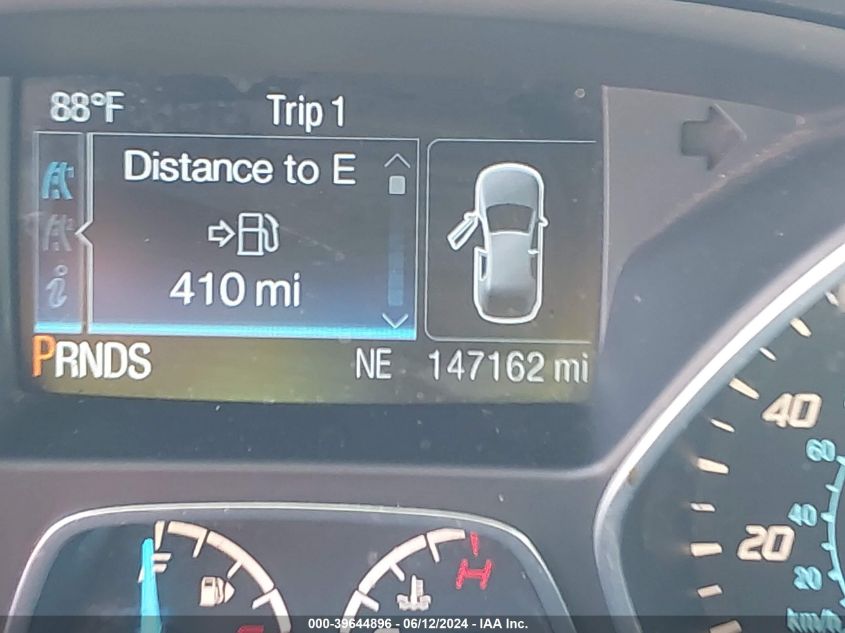 88°F Trip 1
Distance to E
410 mi
PRNDS NE 147162 mi
40
60
40
20
20
km/h
F
H
000-39644896 - 06/12/2024 - IAA Inc.